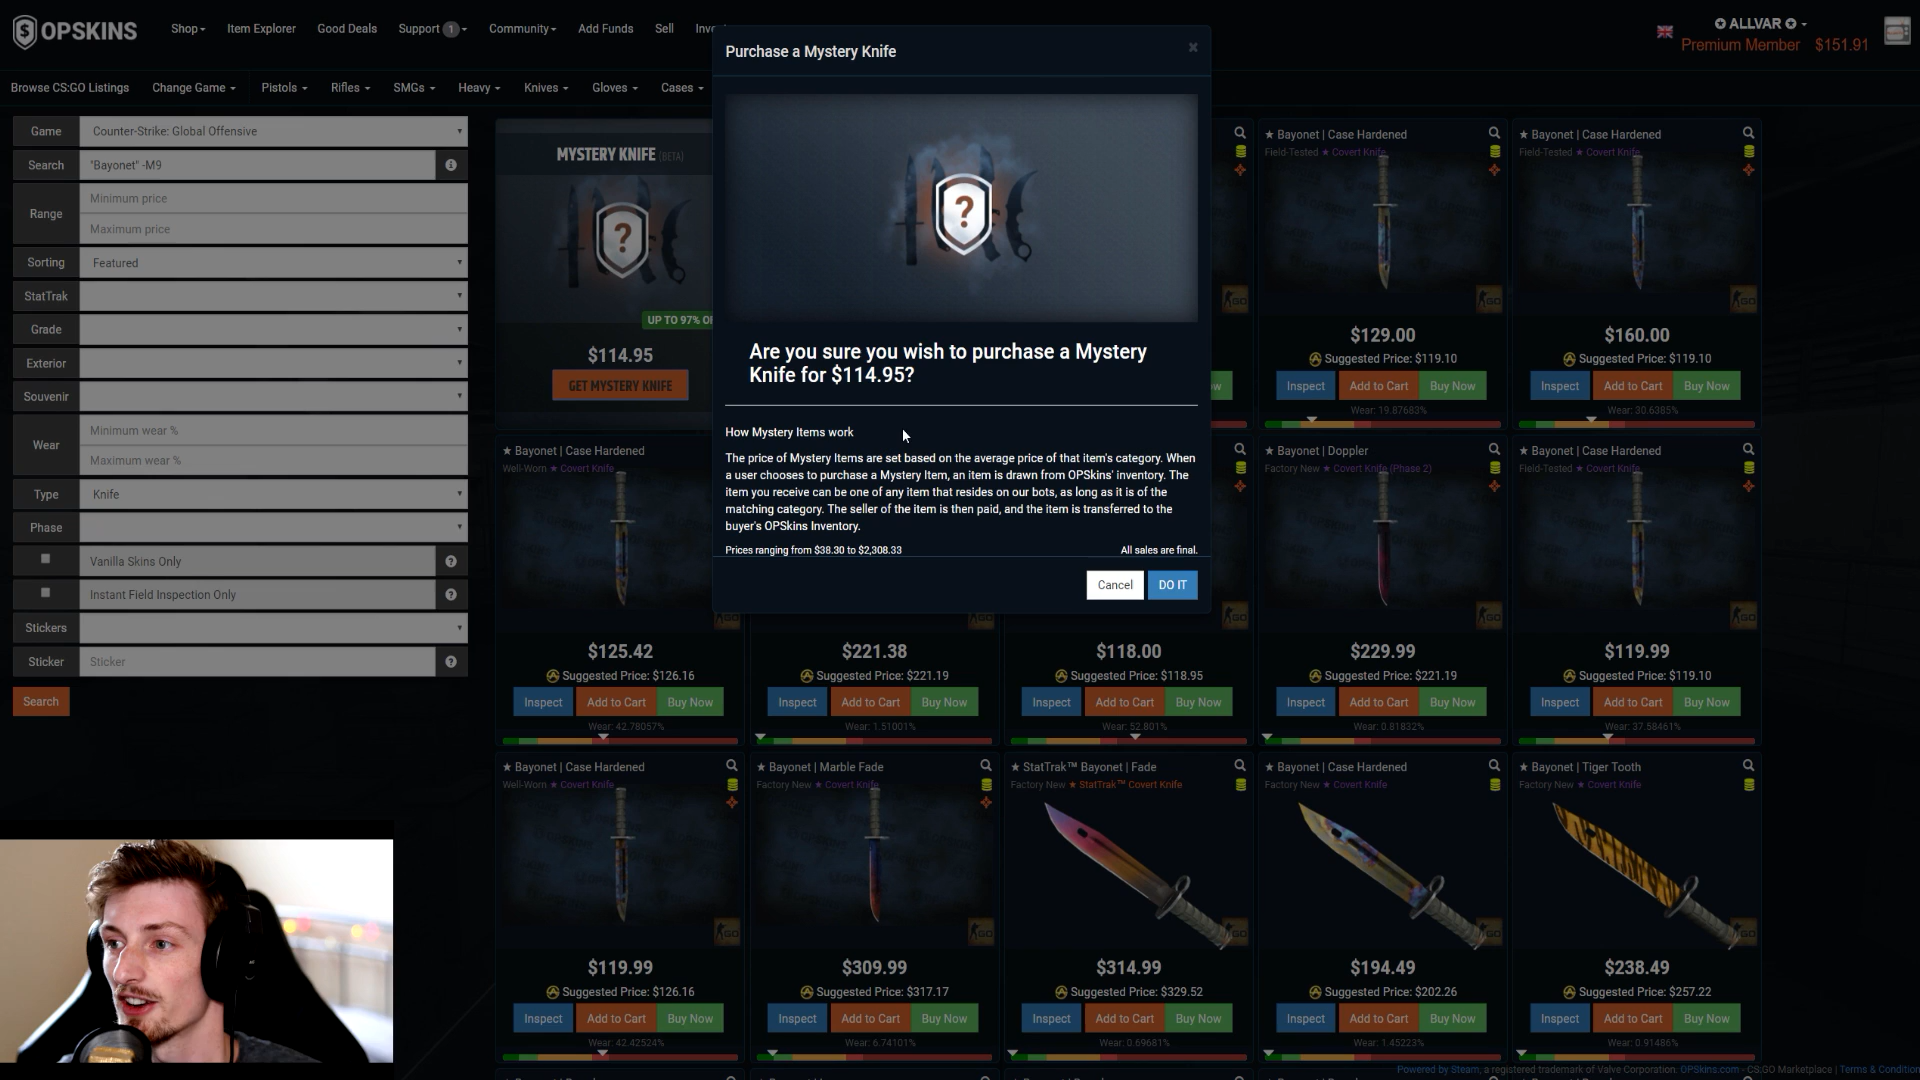 OPSKINS
Shop
Item Explorer
Good Deals
Support 1
Community
Add Funds
Sell
ALLVAR
Premium Member $151.91
Browse CS:GO Listings
Change Game
Pistols
Rifles
SMGs
Heavy
Knives
Gloves
Cases
Purchase a Mystery Knife
×
Are you sure you wish to purchase a Mystery
Knife for $114.95?
How Mystery Items work
The price of Mystery Items are set based on the average price of that item's category. When
a user chooses to purchase a Mystery Item, an item is drawn from OPSkins' inventory. The
item you receive can be one of any item that resides on our bots, as long as it is of the
matching category. The seller of the item is then paid, and the item is transferred to the
buyer's OPSkins Inventory.
Prices ranging from $38.30 to $2,308.33
All sales are final.
Cancel
DO IT
Game
Counter-Strike: Global Offensive
Search
"Bayonet" -M9
Range
Minimum price
Maximum price
Sorting
Featured
StatTrak
Grade
Exterior
Souvenir
Wear
Minimum wear %
Maximum wear %
Type
Knife
Phase
Vanilla Skins Only
Instant Field Inspection Only
Stickers
Sticker
Sticker
Search
MYSTERY KNIFE [BETA]
?
UP TO 97% OF
$114.95
GET MYSTERY KNIFE
★ Bayonet | Case Hardened
Field-Tested ★ Covert Knife
$129.00
Suggested Price: $119.10
Inspect
Add to Cart
Buy Now
Wear: 19.87683%
★ Bayonet | Case Hardened
Field-Tested ★ Covert Knife
$160.00
Suggested Price: $119.10
Inspect
Add to Cart
Buy Now
Wear: 30.6385%
★ Bayonet | Case Hardened
Well-Worn ★ Covert Knife
$125.42
Suggested Price: $126.16
Inspect
Add to Cart
Buy Now
Wear: 42.78057%
$221.38
Suggested Price: $221.19
Inspect
Add to Cart
Buy Now
Wear: 1.51001%
$118.00
Suggested Price: $118.95
Inspect
Add to Cart
Buy Now
Wear: 52.801%
★ Bayonet | Doppler
Factory New ★ Covert Knife (Phase 2)
$229.99
Suggested Price: $221.19
Inspect
Add to Cart
Buy Now
Wear: 0.81832%
★ Bayonet | Case Hardened
Field-Tested ★ Covert Knife
$119.99
Suggested Price: $119.10
Inspect
Add to Cart
Buy Now
Wear: 37.58461%
★ Bayonet | Case Hardened
Well-Worn ★ Covert Knife
$119.99
Suggested Price: $126.16
Inspect
Add to Cart
Buy Now
Wear: 42.42524%
★ Bayonet | Marble Fade
Factory New ★ Covert Knife
$309.99
Suggested Price: $317.17
Inspect
Add to Cart
Buy Now
Wear: 6.74101%
★ StatTrak™ Bayonet | Fade
Factory New ★ StatTrak™ Covert Knife
$314.99
Suggested Price: $329.52
Inspect
Add to Cart
Buy Now
Wear: 0.69681%
★ Bayonet | Case Hardened
Factory New ★ Covert Knife
$194.49
Suggested Price: $202.26
Inspect
Add to Cart
Buy Now
Wear: 1.45223%
★ Bayonet | Tiger Tooth
Factory New ★ Covert Knife
$238.49
Suggested Price: $257.22
Inspect
Add to Cart
Buy Now
Wear: 0.91486%
Powered by Steam, a registered trademark of Valve Corporation. OPSkins.com - CS:GO Marketplace | Terms & Condition